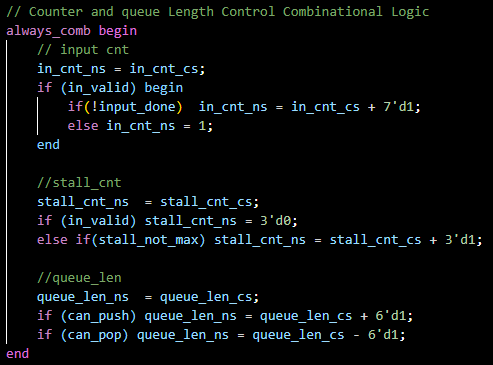 // Counter and queue Length Control Combinational Logic
always_comb begin
    // input cnt
    in_cnt_ns = in_cnt_cs;
    if (in_valid) begin
        if(!input_done)  in_cnt_ns = in_cnt_cs + 7'd1;
        else in_cnt_ns = 1;
    end

    //stall_cnt
    stall_cnt_ns  = stall_cnt_cs;
    if (in_valid) stall_cnt_ns = 3'd0;
    else if(stall_not_max) stall_cnt_ns = stall_cnt_cs + 3'd1;

    //queue_len
    queue_len_ns  = queue_len_cs;
    if (can_push) queue_len_ns = queue_len_cs + 6'd1;
    if (can_pop) queue_len_ns = queue_len_cs - 6'd1;
end